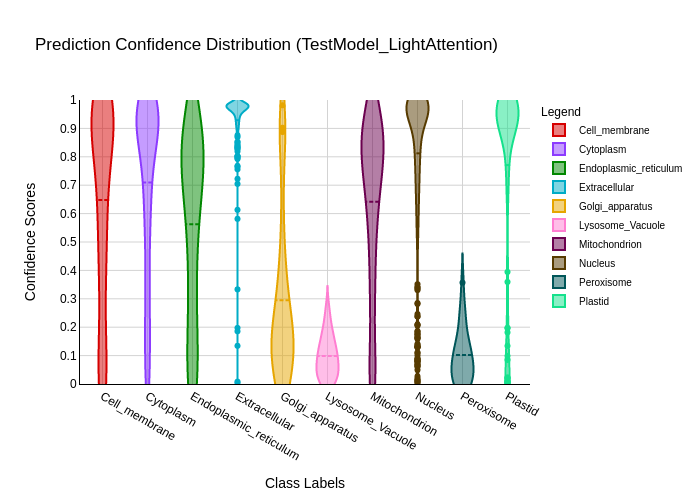 Prediction Confidence Distribution (TestModel_LightAttention)
Legend
Cell_membrane
Cytoplasm
Endoplasmic_reticulum
Extracellular
Golgi_apparatus
Lysosome_Vacuole
Mitochondrion
Nucleus
Peroxisome
Plastid
Confidence Scores
1
0.9
0.8
0.7
0.6
0.5
0.4
0.3
0.2
0.1
0
Cell_membrane
Cytoplasm
Endoplasmic_reticulum
Extracellular
Golgi_apparatus
Lysosome_Vacuole
Mitochondrion
Nucleus
Peroxisome
Plastid
Class Labels